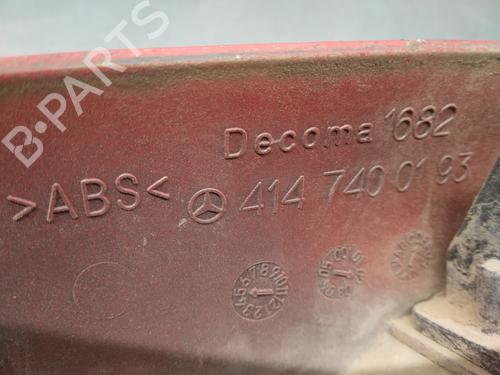 B-PARTS
Decoma 1682
>ABS< 414 740 01 93